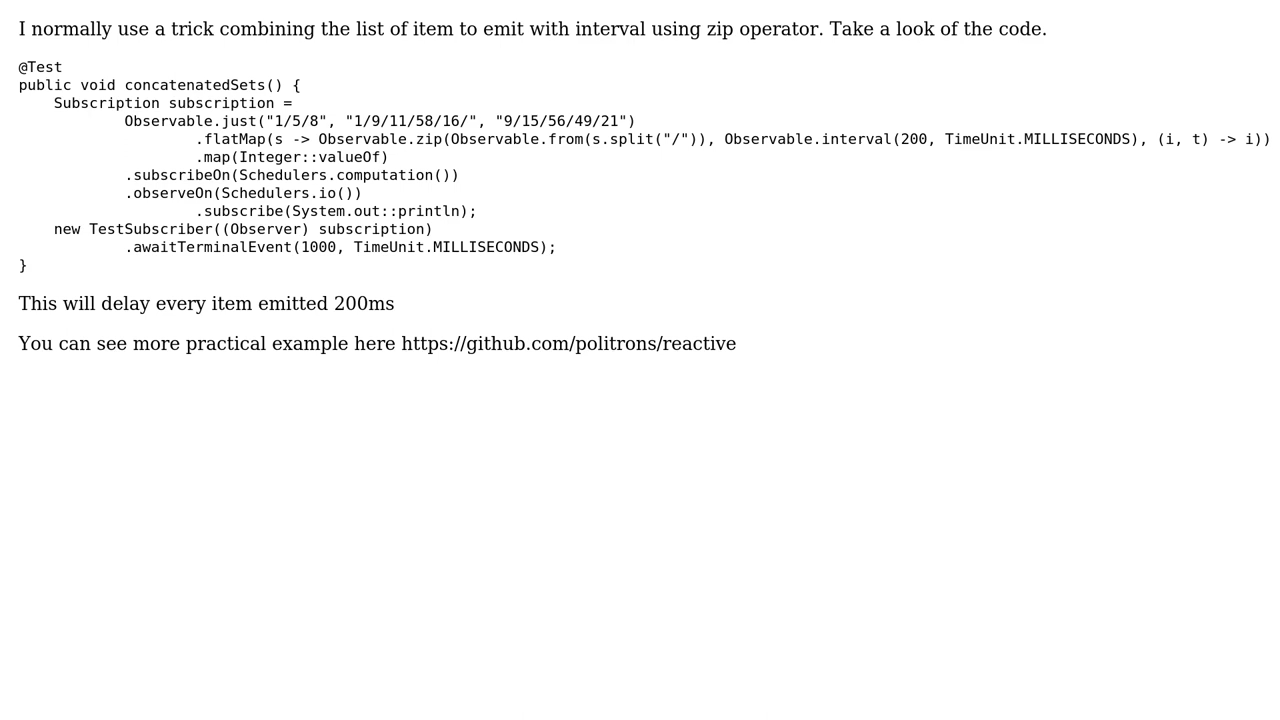 I normally use a trick combining the list of item to emit with interval using zip operator. Take a look of the code.
@Test
public void concatenatedSets() {
    Subscription subscription =
            Observable.just("1/5/8", "1/9/11/58/16/", "9/15/56/49/21")
                    .flatMap(s -> Observable.zip(Observable.from(s.split("/")), Observable.interval(200, TimeUnit.MILLISECONDS), (i, t) -> i))
                    .map(Integer::valueOf)
            .subscribeOn(Schedulers.computation())
            .observeOn(Schedulers.io())
                    .subscribe(System.out::println);
    new TestSubscriber((Observer) subscription)
            .awaitTerminalEvent(1000, TimeUnit.MILLISECONDS);
}
This will delay every item emitted 200ms
You can see more practical example here https://github.com/politrons/reactive